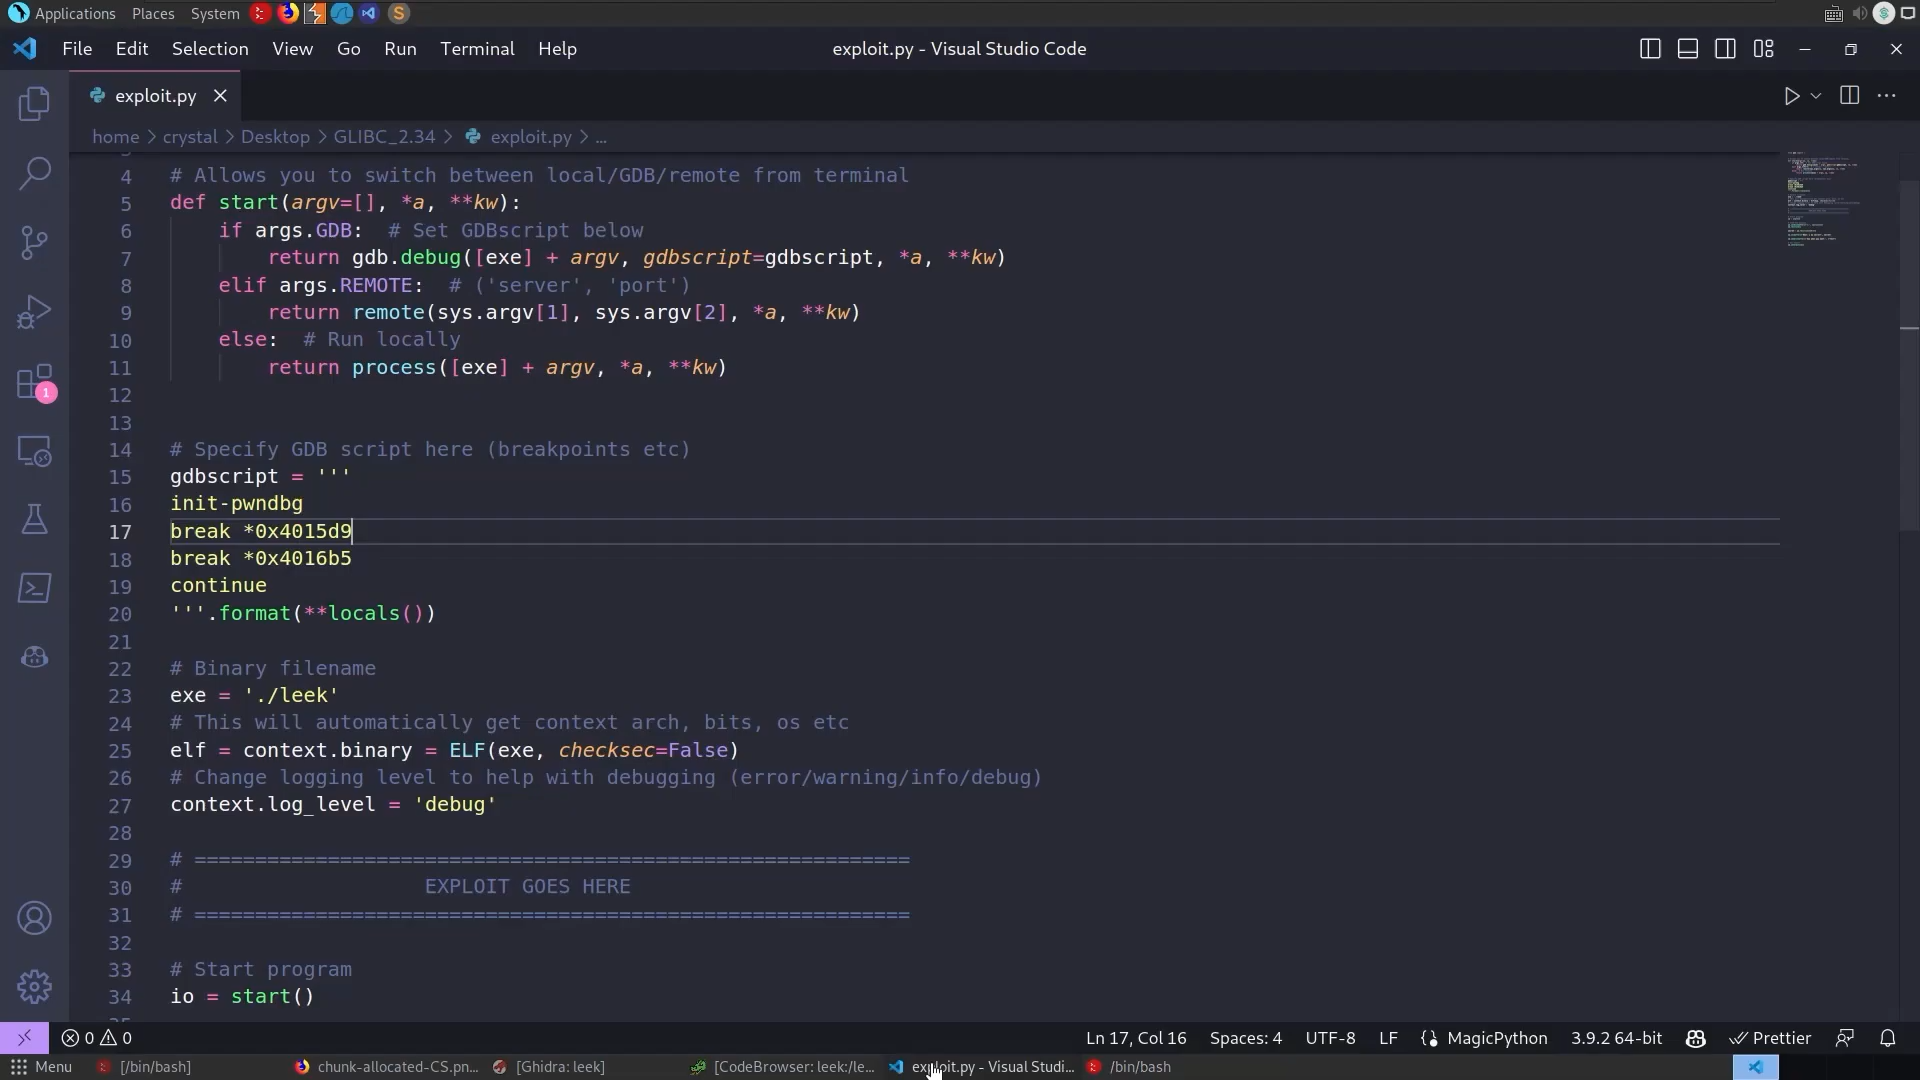 Applications Places System
File Edit Selection View Go Run Terminal Help
exploit.py - Visual Studio Code
exploit.py
home > crystal > Desktop > GLIBC_2.34 > exploit.py > ...
4 # Allows you to switch between local/GDB/remote from terminal
5 def start(argv=[], *a, **kw):
6 if args.GDB:  # Set GDBscript below
7 return gdb.debug([exe] + argv, gdbscript=gdbscript, *a, **kw)
8 elif args.REMOTE:  # ('server', 'port')
9 return remote(sys.argv[1], sys.argv[2], *a, **kw)
10 else:  # Run locally
11 return process([exe] + argv, *a, **kw)
12
13
14 # Specify GDB script here (breakpoints etc)
15 gdbscript = '''
16 init-pwndbg
17 break *0x4015d9
18 break *0x4016b5
19 continue
20 '''.format(**locals())
21
22 # Binary filename
23 exe = './leek'
24 # This will automatically get context arch, bits, os etc
25 elf = context.binary = ELF(exe, checksec=False)
26 # Change logging level to help with debugging (error/warning/info/debug)
27 context.log_level = 'debug'
28
29 # ===========================================================
30 # EXPLOIT GOES HERE
31 # ===========================================================
32
33 # Start program
34 io = start()
1
0 0
Ln 17, Col 16 Spaces: 4 UTF-8 LF MagicPython 3.9.2 64-bit Prettier
Menu [/bin/bash] chunk-allocated-CS.pn... [Ghidra: leek] [CodeBrowser: leek:/le... exploit.py - Visual Studi... /bin/bash